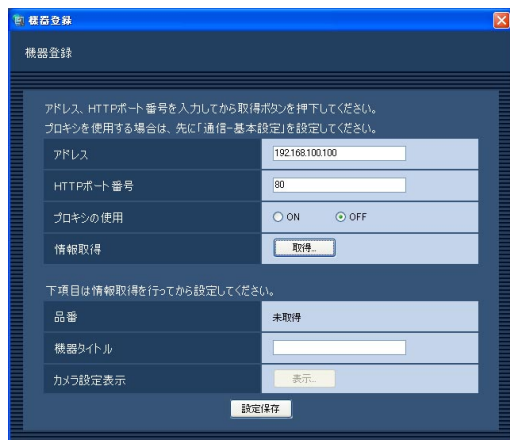 機器登録
機器登録
アドレス、HTTPポート番号を入力してから取得ボタンを押下してください。
プロキシを使用する場合は、先に「通信-基本設定」を設定してください。
アドレス 192.168.100.100
HTTPポート番号 80
プロキシの使用 ON OFF
情報取得 取得...
下項目は情報取得を行ってから設定してください。
品番 未取得
機器タイトル
カメラ設定表示 表示...
設定保存